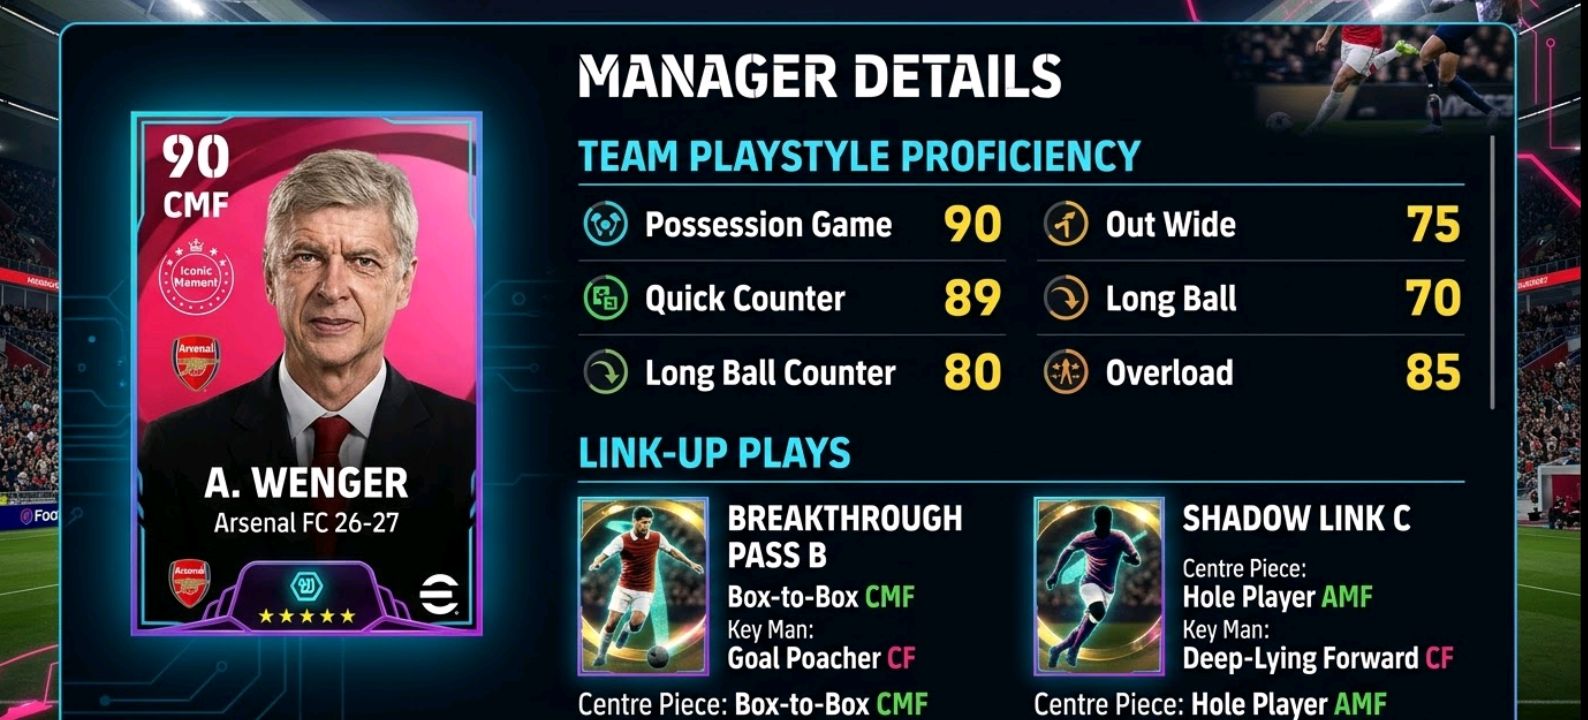 MANAGER DETAILS
90
CMF
Iconic
Mament
Arsenal
A. WENGER
Arsenal FC 26-27
Arsenal
TEAM PLAYSTYLE PROFICIENCY
Possession Game 90
Out Wide 75
Quick Counter 89
Long Ball 70
Long Ball Counter 80
Overload 85
LINK-UP PLAYS
BREAKTHROUGH
PASS B
Box-to-Box CMF
Key Man:
Goal Poacher CF
Centre Piece: Box-to-Box CMF
SHADOW LINK C
Centre Piece:
Hole Player AMF
Key Man:
Deep-Lying Forward CF
Centre Piece: Hole Player AMF